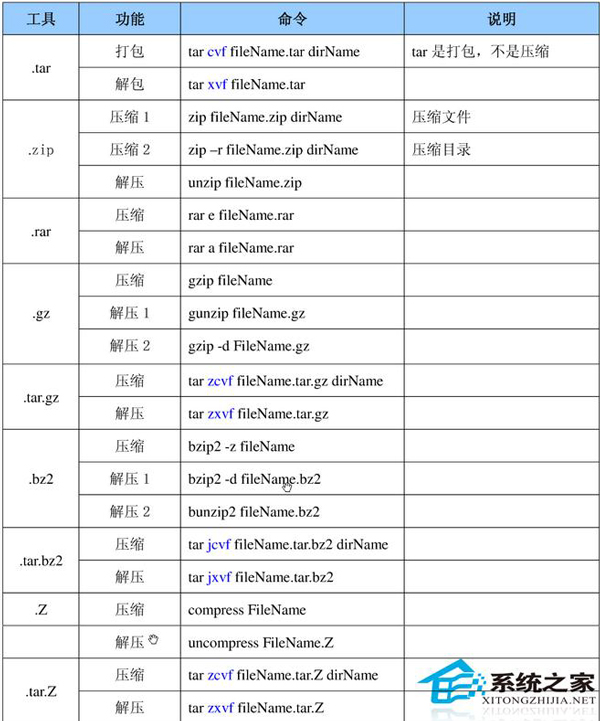 工具 功能 命令 说明
.tar 打包 tar cvf fileName.tar dirName tar 是打包，不是压缩
解包 tar xvf fileName.tar
.zip 压缩 1 zip fileName.zip dirName 压缩文件
压缩 2 zip –r fileName.zip dirName 压缩目录
解压 unzip fileName.zip
.rar 压缩 rar e fileName.rar
解压 rar a fileName.rar
.gz 压缩 gzip fileName
解压 1 gunzip fileName.gz
解压 2 gzip -d FileName.gz
.tar.gz 压缩 tar zcvf fileName.tar.gz dirName
解压 tar zxvf fileName.tar.gz
.bz2 压缩 bzip2 -z fileName
解压 1 bzip2 -d fileName.bz2
解压 2 bunzip2 fileName.bz2
.tar.bz2 压缩 tar jcvf fileName.tar.bz2 dirName
解压 tar jxvf fileName.tar.bz2
.Z 压缩 compress FileName
解压 uncompress FileName.Z
.tar.Z 压缩 tar zcvf fileName.tar.Z dirName
解压 tar zxvf fileName.tar.Z
系统之家
XITONGZHIJIA.NET